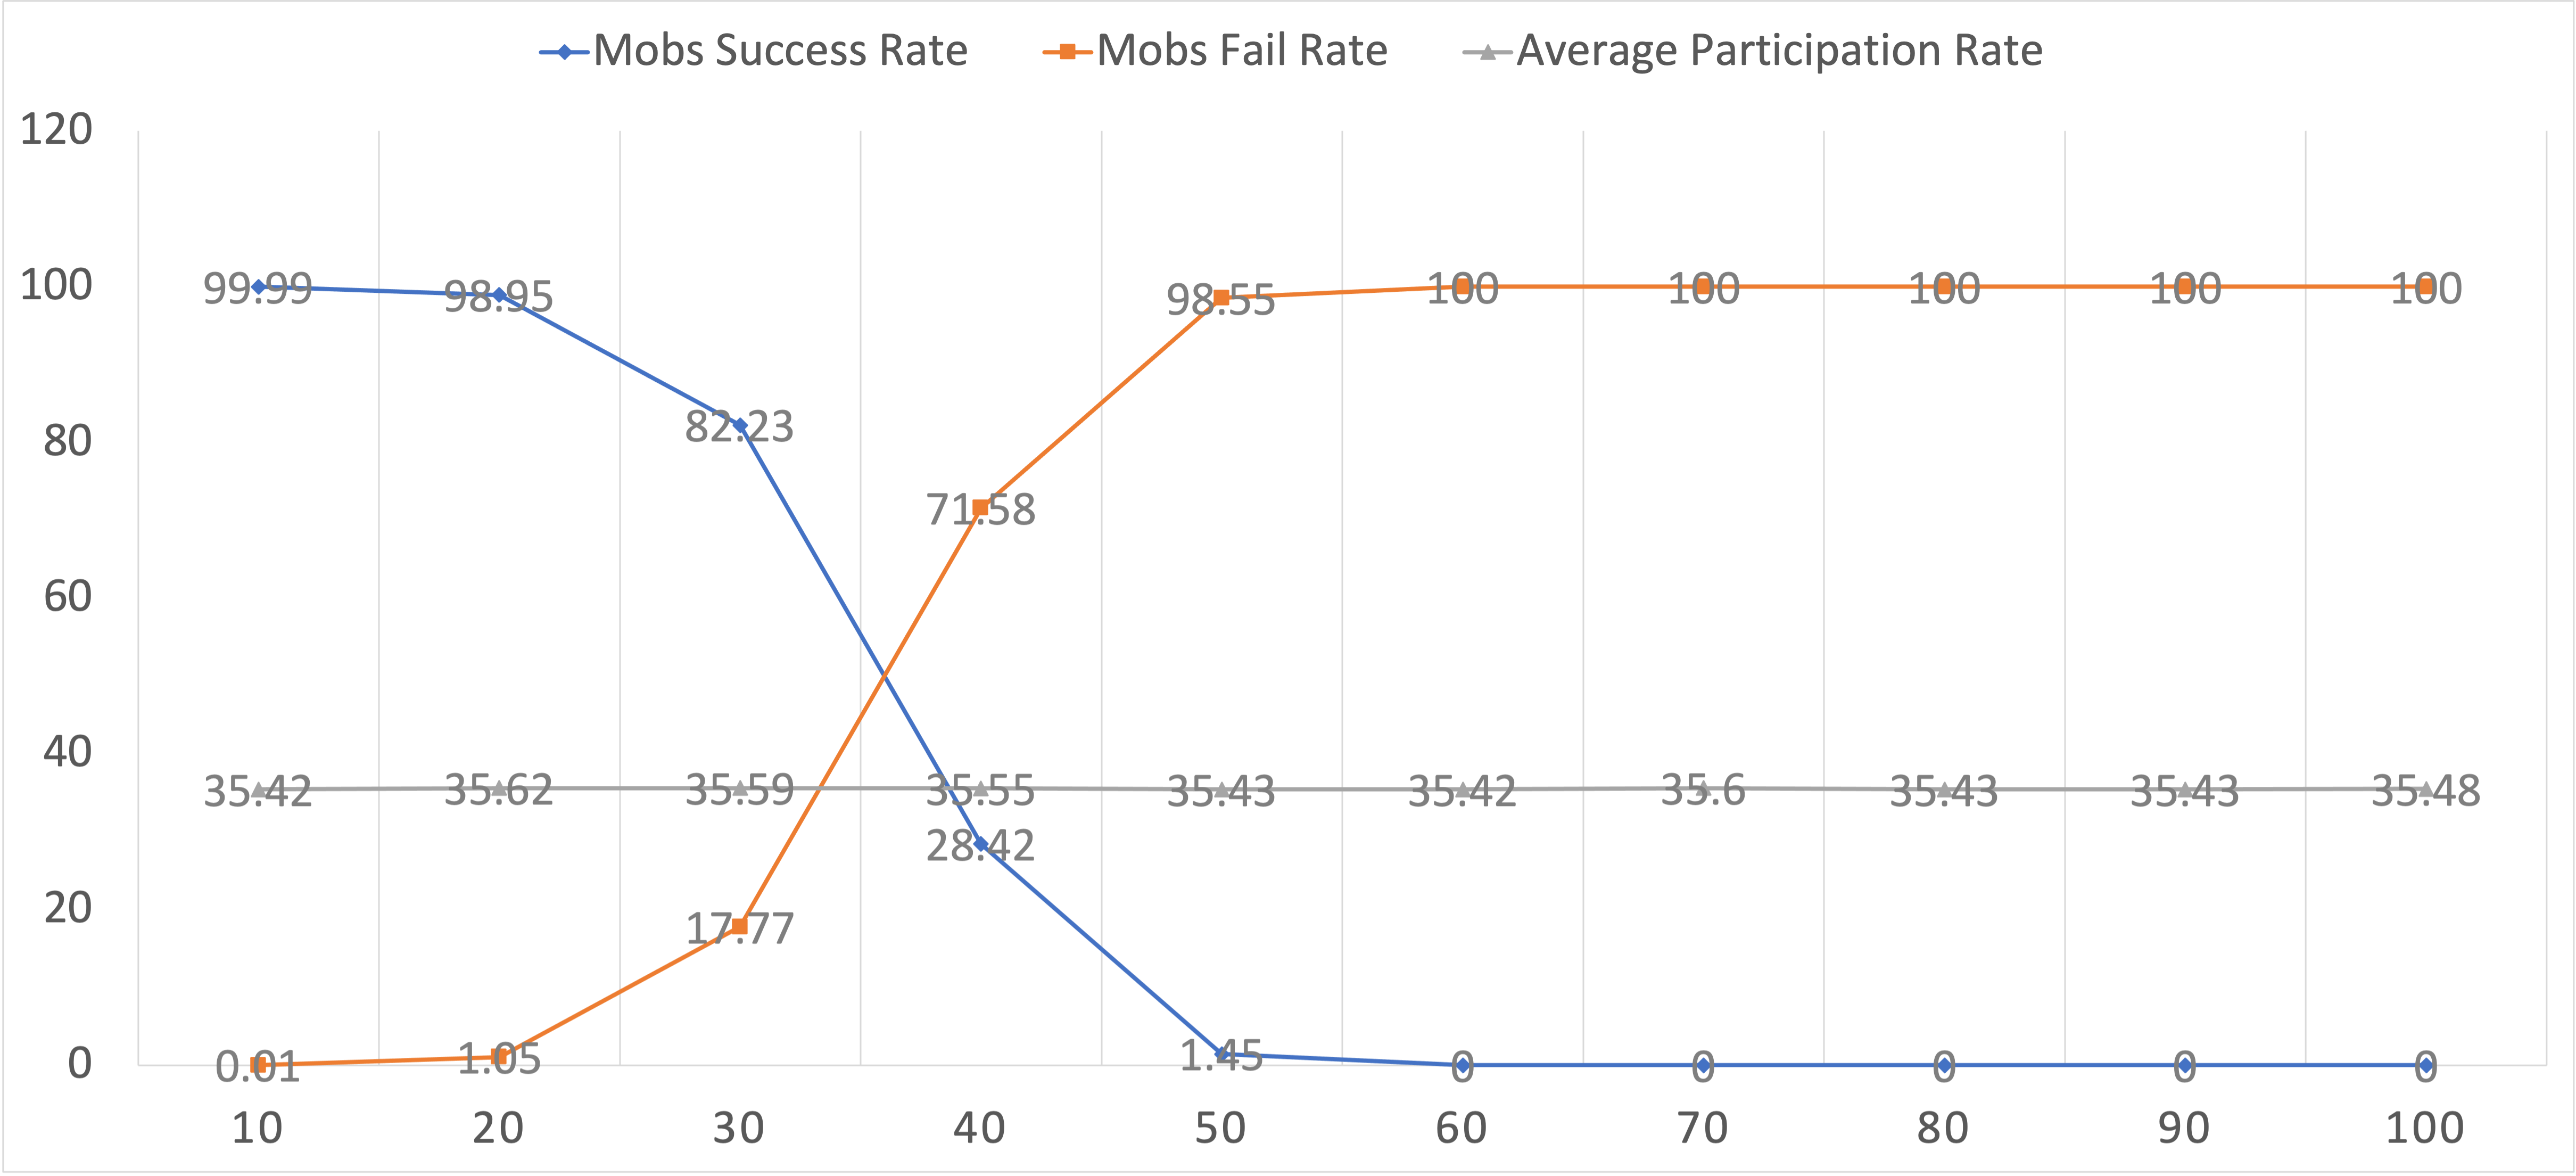 Mobs Success Rate Mobs Fail Rate Average Participation Rate
120
100
99.99 98.95 98.55 100 100 100 100 100
80
82.23
71.58
60
40
35.42 35.62 35.59 35.55 35.43 35.42 35.6 35.43 35.43 35.48
28.42
20
17.77
0
0.01 1.05 1.45 0 0 0 0 0
10 20 30 40 50 60 70 80 90 100